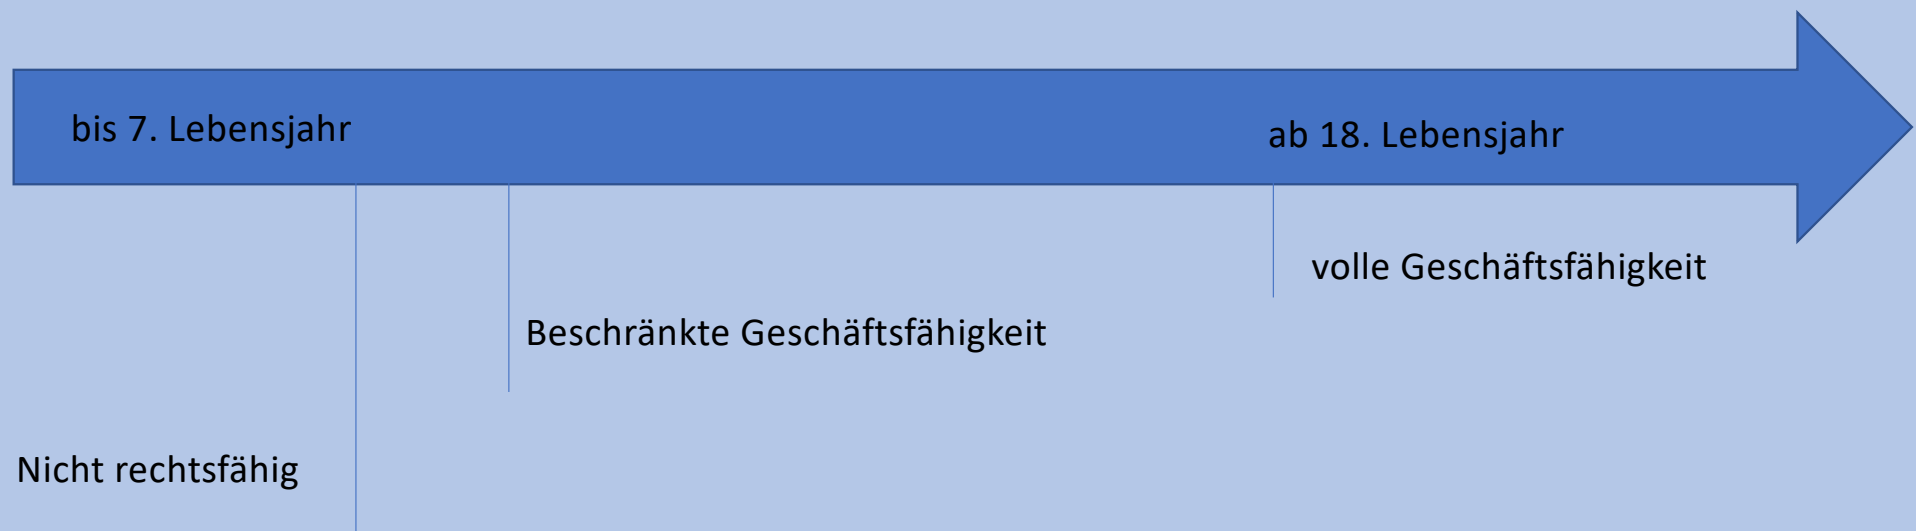 bis 7. Lebensjahr
ab 18. Lebensjahr
volle Geschäftsfähigkeit
Beschränkte Geschäftsfähigkeit
Nicht rechtsfähig